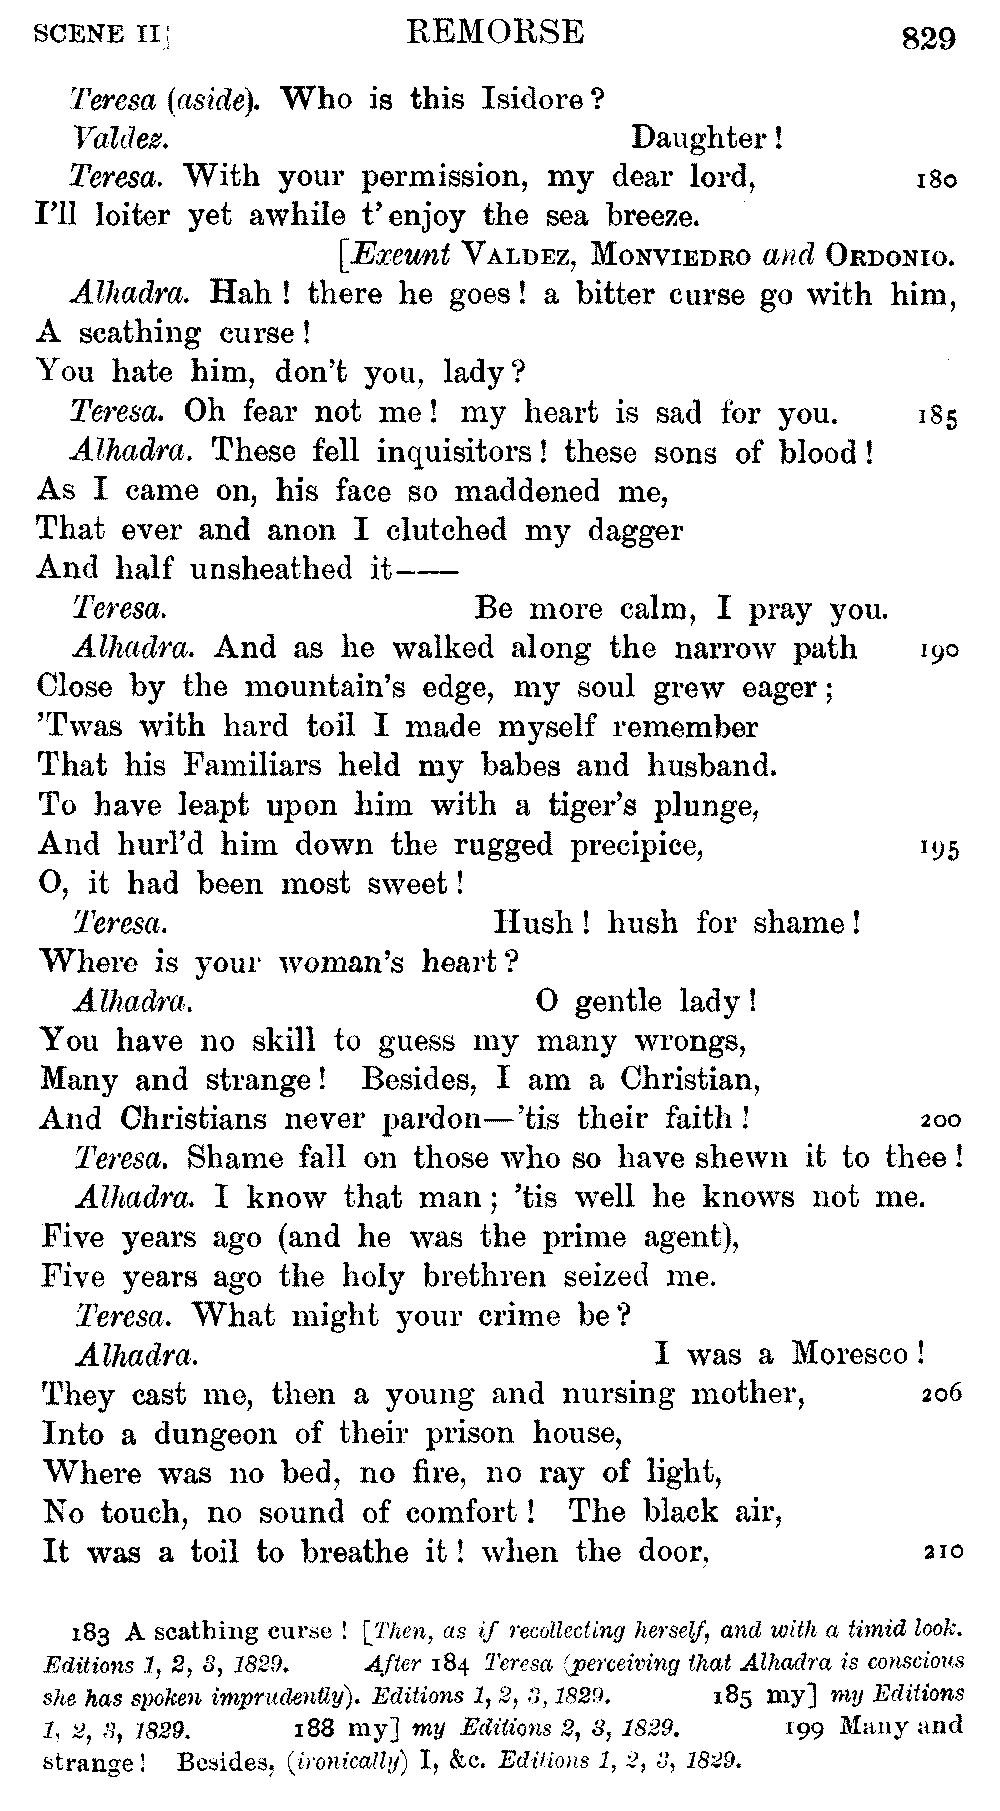 SCENE II] REMORSE 829
Teresa (aside). Who is this Isidore?
Valdez. Daughter!
Teresa. With your permission, my dear lord, 180
I'll loiter yet awhile t'enjoy the sea breeze.
[Exeunt VALDEZ, MONVIEDRO and ORDONIO.
Alhadra. Hah! there he goes! a bitter curse go with him,
A scathing curse!
You hate him, don't you, lady?
Teresa. Oh fear not me! my heart is sad for you. 185
Alhadra. These fell inquisitors! these sons of blood!
As I came on, his face so maddened me,
That ever and anon I clutched my dagger
And half unsheathed it——
Teresa. Be more calm, I pray you.
Alhadra. And as he walked along the narrow path 190
Close by the mountain's edge, my soul grew eager;
'Twas with hard toil I made myself remember
That his Familiars held my babes and husband.
To have leapt upon him with a tiger's plunge,
And hurl'd him down the rugged precipice, 195
O, it had been most sweet!
Teresa. Hush! hush for shame!
Where is your woman's heart?
Alhadra. O gentle lady!
You have no skill to guess my many wrongs,
Many and strange! Besides, I am a Christian,
And Christians never pardon—'tis their faith! 200
Teresa. Shame fall on those who so have shewn it to thee!
Alhadra. I know that man; 'tis well he knows not me.
Five years ago (and he was the prime agent),
Five years ago the holy brethren seized me.
Teresa. What might your crime be?
Alhadra. I was a Moresco!
They cast me, then a young and nursing mother, 206
Into a dungeon of their prison house,
Where was no bed, no fire, no ray of light,
No touch, no sound of comfort! The black air,
It was a toil to breathe it! when the door, 210
183 A scathing curse! [Then, as if recollecting herself, and with a timid look.
Editions 1, 2, 3, 1829. After 184 Teresa (perceiving that Alhadra is conscious
she has spoken imprudently). Editions 1, 2, 3, 1829. 185 my] my Editions
1, 2, 3, 1829. 188 my] my Editions 2, 3, 1829. 199 Many and
strange! Besides, (ironically) I, &c. Editions 1, 2, 3, 1829.